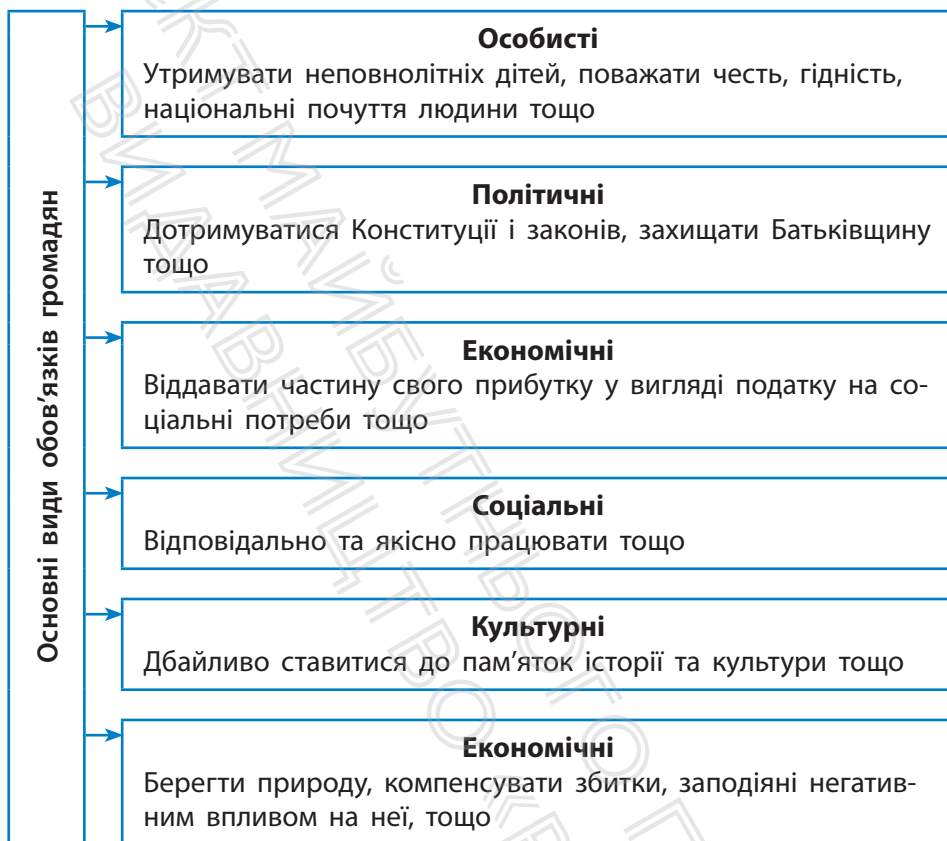 Основні види обов'язків громадян
Особисті
Утримувати неповнолітніх дітей, поважати честь, гідність,
національні почуття людини тощо
Політичні
Дотримуватися Конституції і законів, захищати Батьківщину
тощо
Економічні
Віддавати частину свого прибутку у вигляді податку на со-
ціальні потреби тощо
Соціальні
Відповідально та якісно працювати тощо
Культурні
Дбайливо ставитися до пам'яток історії та культури тощо
Економічні
Берегти природу, компенсувати збитки, заподіяні негатив-
ним впливом на неї, тощо
МАЙБУТНЬОГО
ВИДАВНИЦТВО